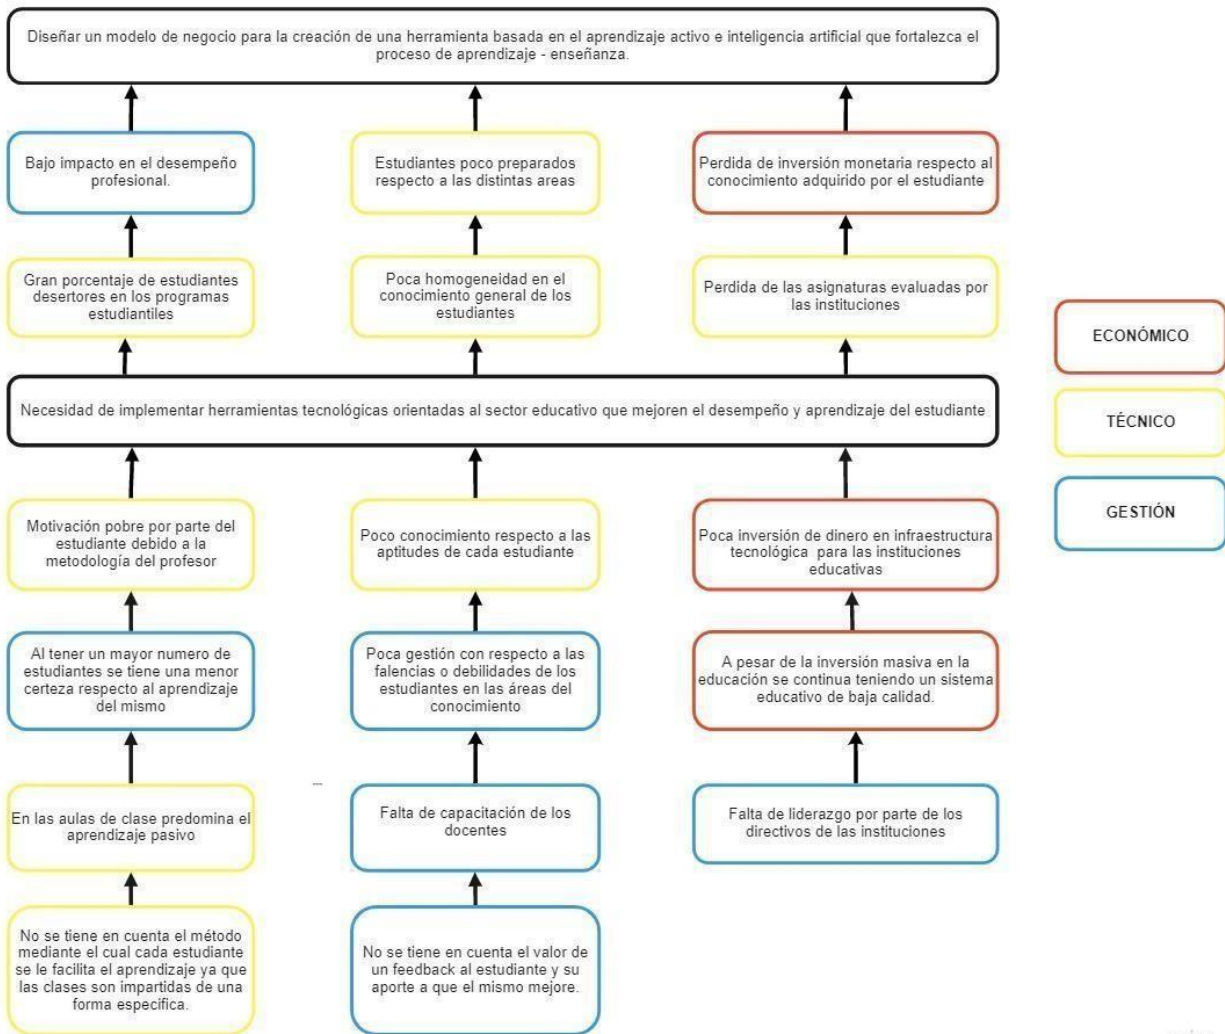 Diseñar un modelo de negocio para la creación de una herramienta basada en el aprendizaje activo e inteligencia artificial que fortalezca el
proceso de aprendizaje - enseñanza.
Bajo impacto en el desempeño
profesional.
Estudiantes poco preparados
respecto a las distintas areas
Perdida de inversión monetaria respecto al
conocimiento adquirido por el estudiante
Gran porcentaje de estudiantes
desertores en los programas
estudiantiles
Poca homogeneidad en el
conocimiento general de los
estudiantes
Perdida de las asignaturas evaluadas por
las instituciones
ECONÓMICO
TÉCNICO
GESTIÓN
Necesidad de implementar herramientas tecnológicas orientadas al sector educativo que mejoren el desempeño y aprendizaje del estudiante
Motivación pobre por parte del
estudiante debido a la
metodología del profesor
Poco conocimiento respecto a las
aptitudes de cada estudiante
Poca inversión de dinero en infraestructura
tecnológica para las instituciones
educativas
Al tener un mayor numero de
estudiantes se tiene una menor
certeza respecto al aprendizaje
del mismo
Poca gestión con respecto a las
falencias o debilidades de los
estudiantes en las áreas del
conocimiento
A pesar de la inversión masiva en la
educación se continua teniendo un sistema
educativo de baja calidad.
En las aulas de clase predomina el
aprendizaje pasivo
Falta de capacitación de los
docentes
Falta de liderazgo por parte de los
directivos de las instituciones
No se tiene en cuenta el método
mediante el cual cada estudiante
se le facilita el aprendizaje ya que
las clases son impartidas de una
forma específica.
No se tiene en cuenta el valor de
un feedback al estudiante y su
aporte a que el mismo mejore.